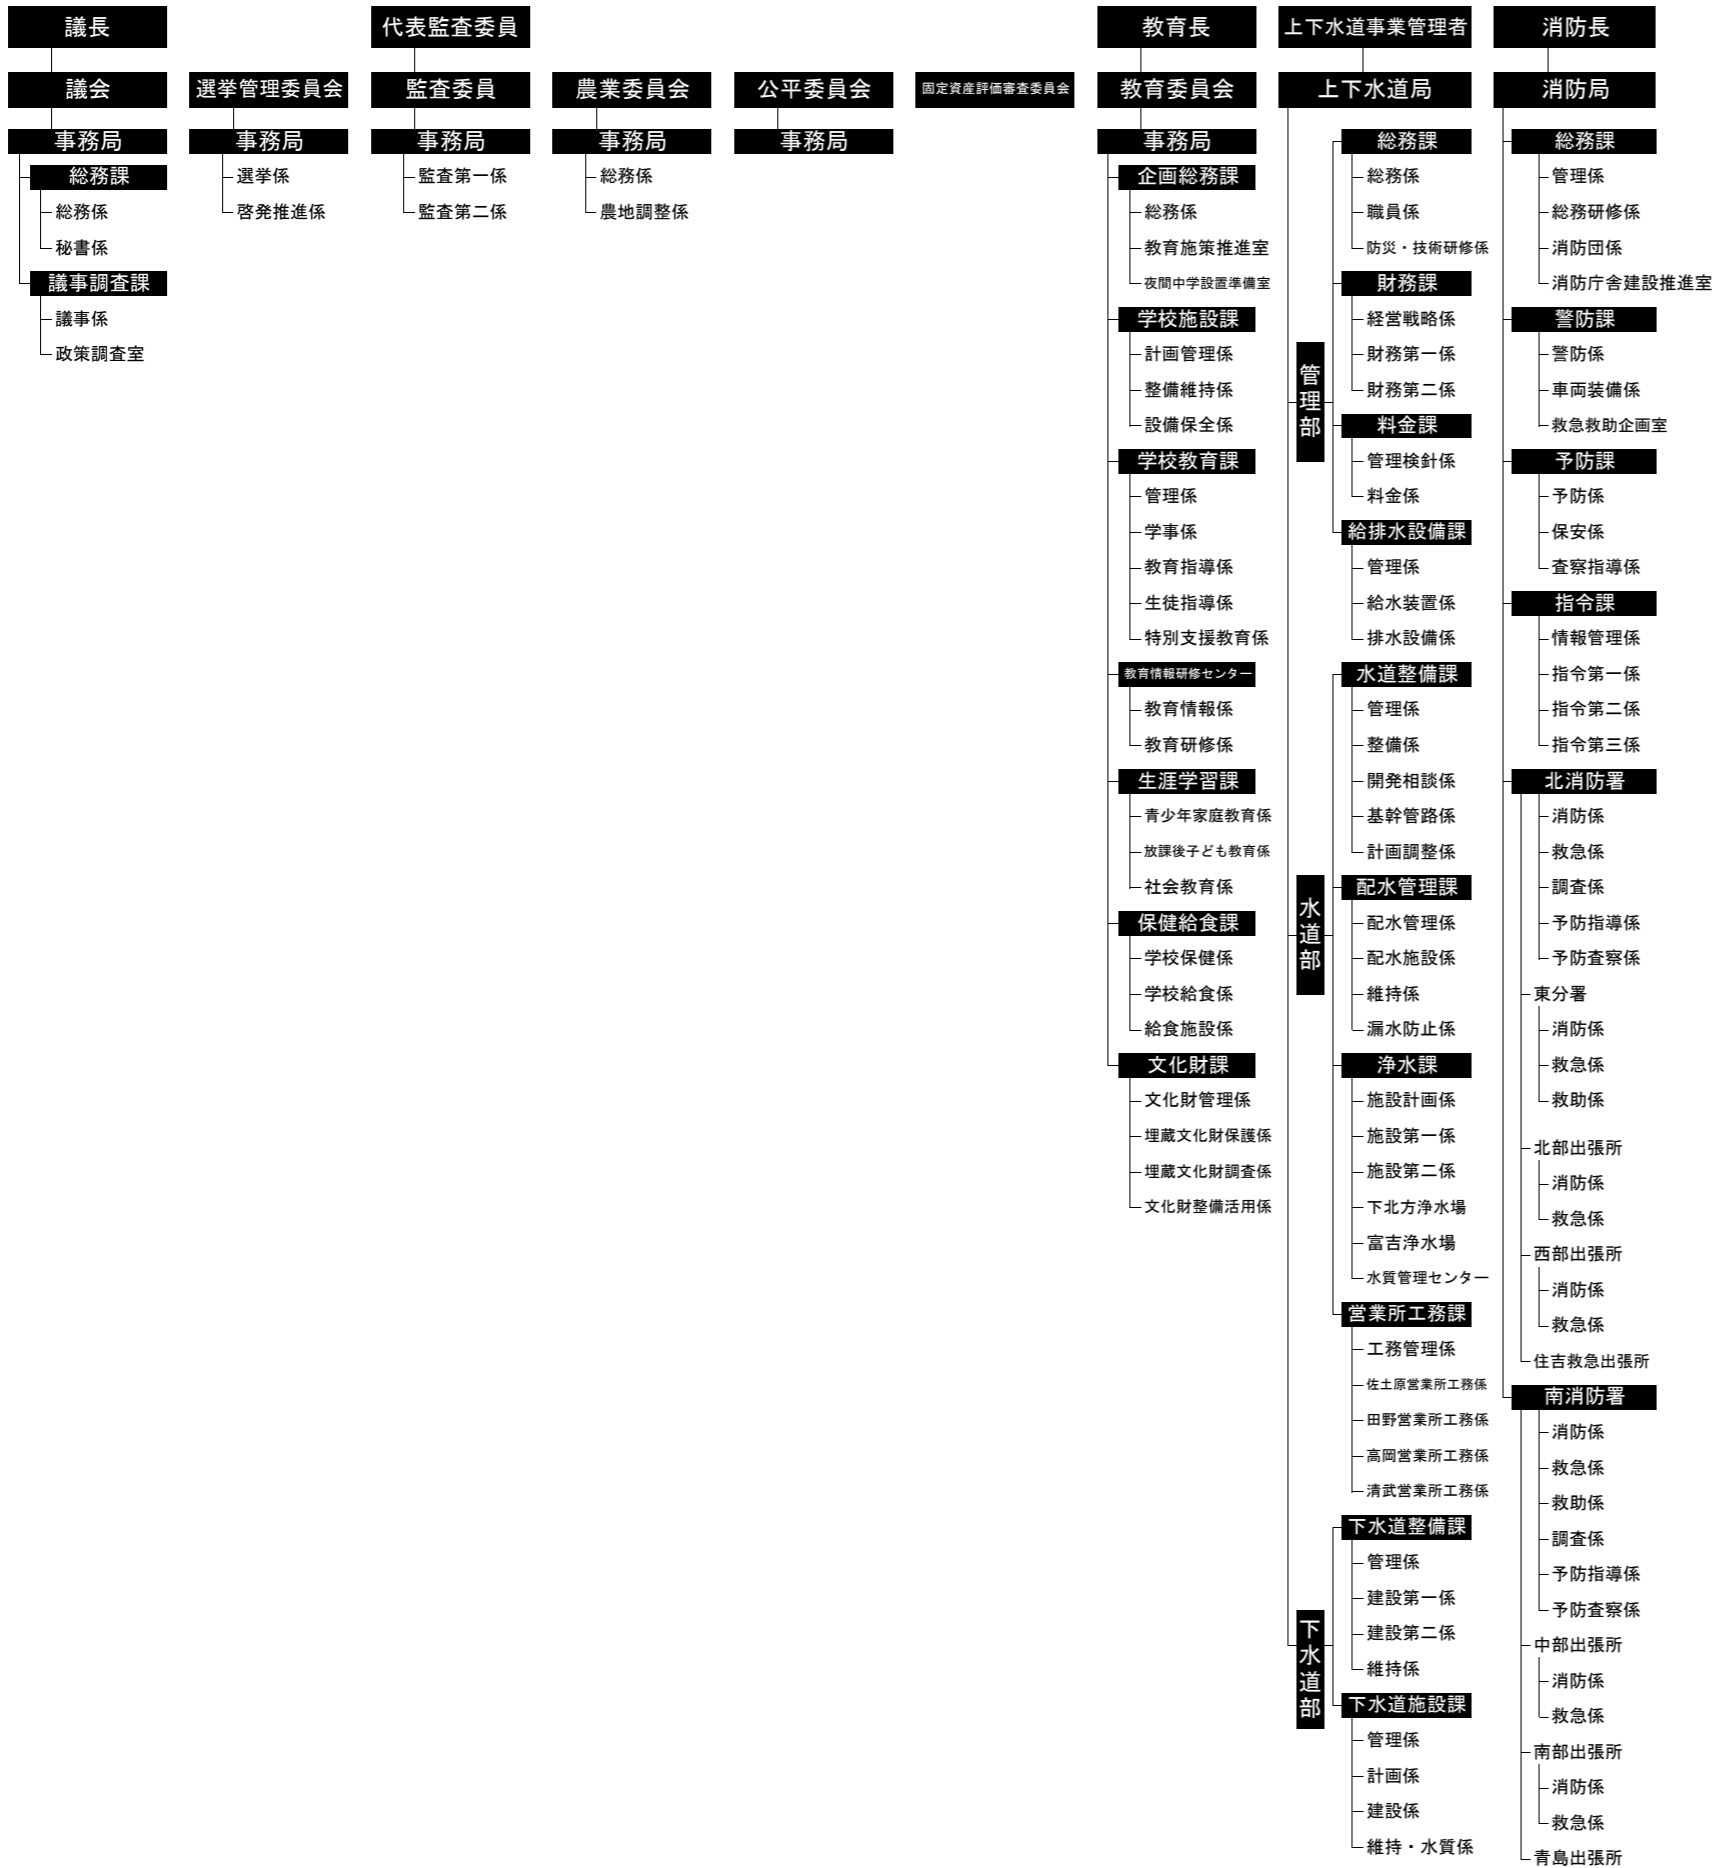 議長
議会
事務局
総務課
総務係
秘書係
議事調査課
議事係
政策調査室
選挙管理委員会
事務局
選挙係
啓発推進係
代表監査委員
監査委員
事務局
監査第一係
監査第二係
農業委員会
事務局
総務係
農地調整係
公平委員会
事務局
固定資産評価審査委員会
教育長
教育委員会
事務局
企画総務課
総務係
教育施策推進室
夜間中学設置準備室
学校施設課
計画管理係
整備維持係
設備保全係
学校教育課
管理係
学事係
教育指導係
生徒指導係
特別支援教育係
教育情報研修センター
教育情報係
教育研修係
生涯学習課
青少年家庭教育係
放課後子ども教育係
社会教育係
保健給食課
学校保健係
学校給食係
給食施設係
文化財課
文化財管理係
埋蔵文化財保護係
埋蔵文化財調査係
文化財整備活用係
上下水道事業管理者
上下水道局
管理部
総務課
総務係
職員係
防災・技術研修係
財務課
経営戦略係
財務第一係
財務第二係
料金課
管理検針係
料金係
給排水設備課
管理係
給水装置係
排水設備係
水道部
水道整備課
管理係
整備係
開発相談係
基幹管路係
計画調整係
配水管理課
配水管理係
配水施設係
維持係
漏水防止係
浄水課
施設計画係
施設第一係
施設第二係
下北方浄水場
富吉浄水場
水質管理センター
営業所工務課
工務管理係
佐土原営業所工務係
田野営業所工務係
高岡営業所工務係
清武営業所工務係
下水道部
下水道整備課
管理係
建設第一係
建設第二係
維持係
下水道施設課
管理係
計画係
建設係
維持・水質係
消防長
消防局
総務課
管理係
総務研修係
消防団係
消防庁舎建設推進室
警防課
警防係
車両装備係
救急救助企画室
予防課
予防係
保安係
査察指導係
指令課
情報管理係
指令第一係
指令第二係
指令第三係
北消防署
消防係
救急係
調査係
予防指導係
予防査察係
東分署
消防係
救急係
救助係
北部出張所
消防係
救急係
西部出張所
消防係
救急係
住吉救急出張所
南消防署
消防係
救急係
救助係
調査係
予防指導係
予防査察係
中部出張所
消防係
救急係
南部出張所
消防係
救急係
青島出張所